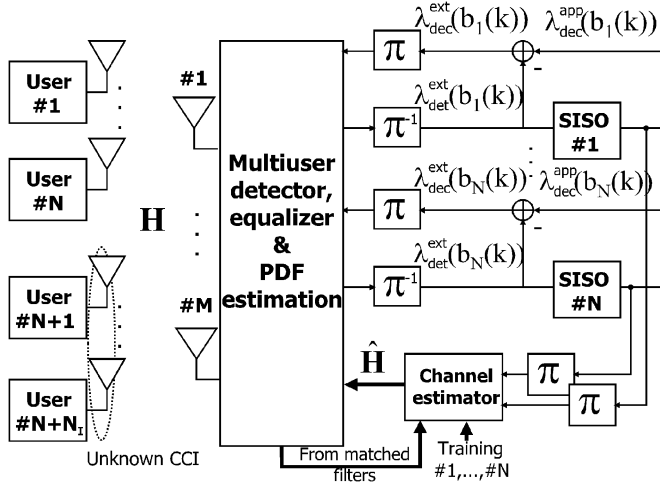 User
#1
User
#N
User
#N+1
User
#N+N_I
Unknown CCI
H
#1
#M
Multiuser
detector,
equalizer
&
PDF
estimation
π
λ_dec^ext(b_1(k))
λ_dec^app(b_1(k))
-
π^-1
λ_det^ext(b_1(k))
SISO
#1
π
λ_dec^ext(b_N(k))
λ_dec^app(b_N(k))
-
π^-1
λ_det^ext(b_N(k))
SISO
#N
Ĥ
Channel
estimator
π
π
From matched
filters
Training
#1,...,#N